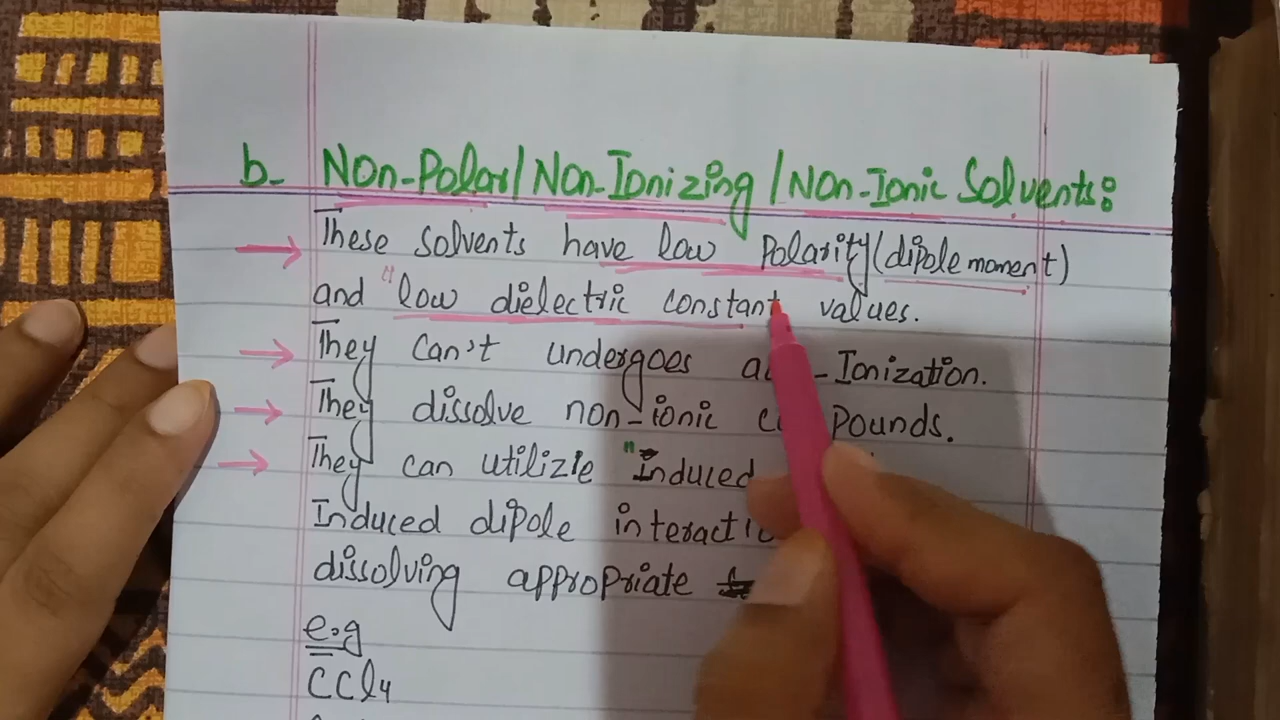 b- Non-Polar/Non-Ionizing/Non-Ionic Solvents:
These solvents have low Polarity(dipole moment)
and "low dielectric constant values.
They can't undergoes -Ionization.
They dissolve non-ionic
They can utilizie "Induced
Induced dipole
dissolving appropriate
e.g
CCl4